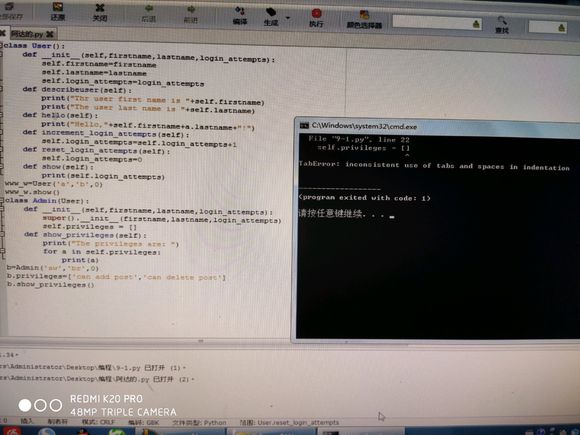 全部保存 还原 关闭 后退 前进 编译 生成 执行 颜色选择器 查找
阿达的.py
class User():
def __init__(self,firstname,lastname,login_attempts):
self.firstname=firstname
self.lastname=lastname
self.login_attempts=login_attempts
def describeuser(self):
print("Thr user first name is "+self.firstname)
print("Thr user last name is "+self.lastname)
def hello(self):
print("Hello,"+self.firstname+a.lastname+"!")
def increment_login_attempts(self):
self.login_attempts=self.login_attempts+1
def reset_login_attempts(self):
self.login_attempts=0
def show(self):
print(self.login_attempts)
www_w=User('a','b',0)
www_w.show()
class Admin(User):
def __init__(self,firstname,lastname,login_attempts):
super().__init__(firstname,lastname,login_attempts)
self.privileges = []
def show_privileges(self):
print("The privileges are: ")
for a in self.privileges:
print(a)
b=Admin('sw','br',0)
b.privileges=['can add post','can delete post']
b.show_privileges()
C:\Windows\system32\cmd.exe
File "9-1.py", line 22
self.privileges = []
^
TabError: inconsistent use of tabs and spaces in indentation
------------------
(program exited with code: 1)
请按任意键继续. . .
1.34。
rs\Administrator\Desktop\编程\9-1.py 已打开 (1)。
rs\Administrator\Desktop\编程\阿达的.py 已打开 (2)。
REDMI K20 PRO
48MP TRIPLE CAMERA
: 0 插入 制表符 模式: CRLF 编码: GBK 文件类型: Python 范围: User.reset_login_attempts